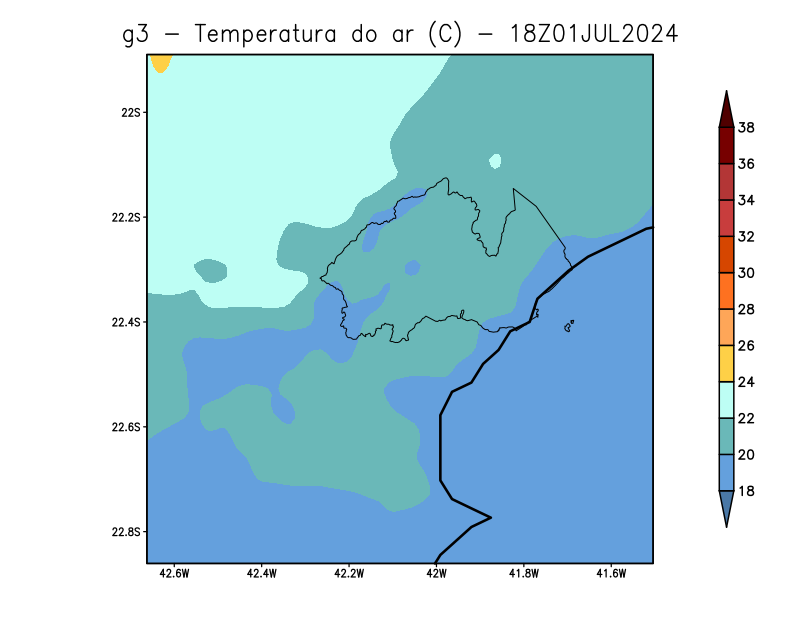 g3 − Temperatura do ar (C) − 18Z01JUL2024
22S
22.2S
22.4S
22.6S
22.8S
42.6W
42.4W
42.2W
42W
41.8W
41.6W
38
36
34
32
30
28
26
24
22
20
18